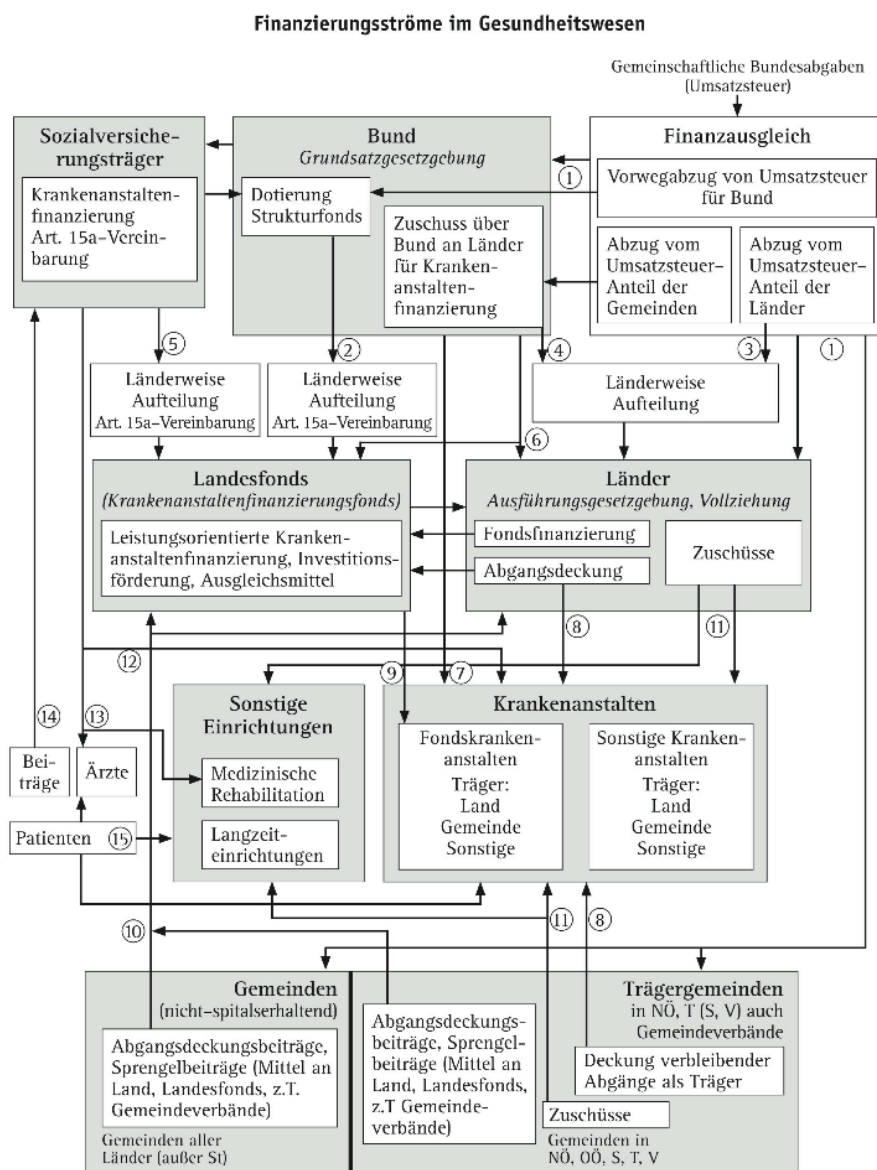 Finanzierungsströme im Gesundheitswesen
Gemeinschaftliche Bundesabgaben
(Umsatzsteuer)
Sozialversiche-
rungsträger
Krankenanstalten-
finanzierung
Art. 15a-Verein-
barung
Bund
Grundsatzgesetzgebung
Dotierung
Strukturfonds
Zuschuss über
Bund an Länder
für Kranken-
anstalten-
finanzierung
Finanzausgleich
①
Vorwegabzug von Umsatzsteuer
für Bund
Abzug vom
Umsatzsteuer-
Anteil der
Gemeinden
Abzug vom
Umsatzsteuer-
Anteil der
Länder
⑤
②
④
③
①
Länderweise
Aufteilung
Art. 15a-Vereinbarung
Länderweise
Aufteilung
Art. 15a-Vereinbarung
Länderweise
Aufteilung
⑥
Landesfonds
(Krankenanstaltenfinanzierungsfonds)
Leistungsorientierte Kranken-
anstaltenfinanzierung, Investitions-
förderung, Ausgleichsmittel
Länder
Ausführungsgesetzgebung, Vollziehung
Fondsfinanzierung
Abgangsdeckung
Zuschüsse
⑧
⑪
⑫
⑨
⑦
Sonstige
Einrichtungen
Medizinische
Rehabilitation
Langzeit-
einrichtungen
Krankenanstalten
Fondskranken-
anstalten
Träger:
Land
Gemeinde
Sonstige
Sonstige Kranken-
anstalten
Träger:
Land
Gemeinde
Sonstige
⑭
⑬
Bei-
träge
Ärzte
Patienten
⑮
⑩
⑪
⑧
Gemeinden
(nicht-spitalserhaltend)
Abgangsdeckungsbeiträge,
Sprengelbeiträge (Mittel an
Land, Landesfonds, z.T.
Gemeindeverbände)
Gemeinden aller
Länder (außer St)
Abgangsdeckungs-
beiträge, Sprengel-
beiträge (Mittel an
Land, Landesfonds,
z.T Gemeinde-
verbände)
Trägergemeinden
in NÖ, T (S, V) auch
Gemeindeverbände
Deckung verbleibender
Abgänge als Träger
Zuschüsse
Gemeinden in
NÖ, OÖ, S, T, V